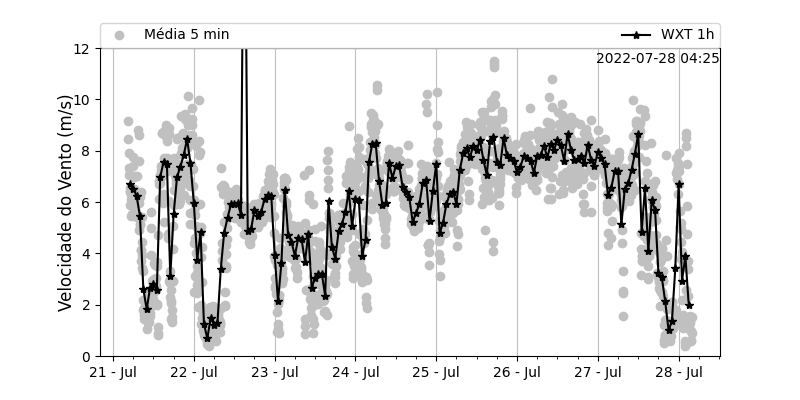 Média 5 min
WXT 1h
2022-07-28 04:25
Velocidade do Vento (m/s)
12
10
8
6
4
2
0
21 - Jul
22 - Jul
23 - Jul
24 - Jul
25 - Jul
26 - Jul
27 - Jul
28 - Jul